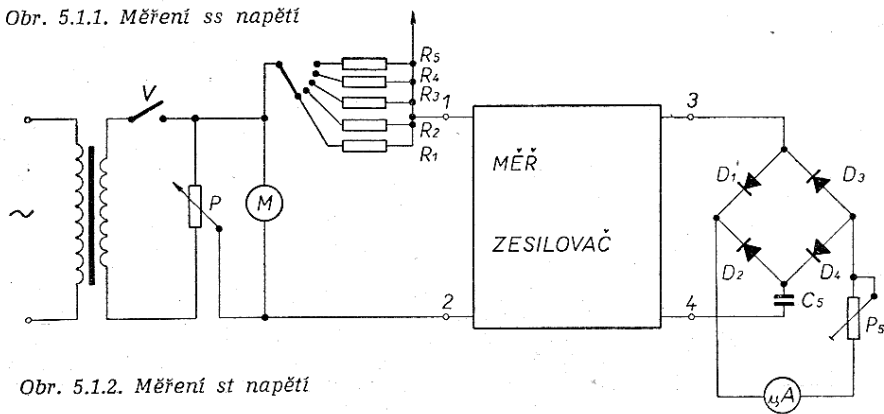 Obr. 5.1.1. Měření ss napětí
R5
R4
R3
R2
R1
V
1
3
MĚŘ
ZESILOVAČ
D1
D3
P
M
~
D2
D4
C5
2
4
P5
μA
Obr. 5.1.2. Měření st napětí